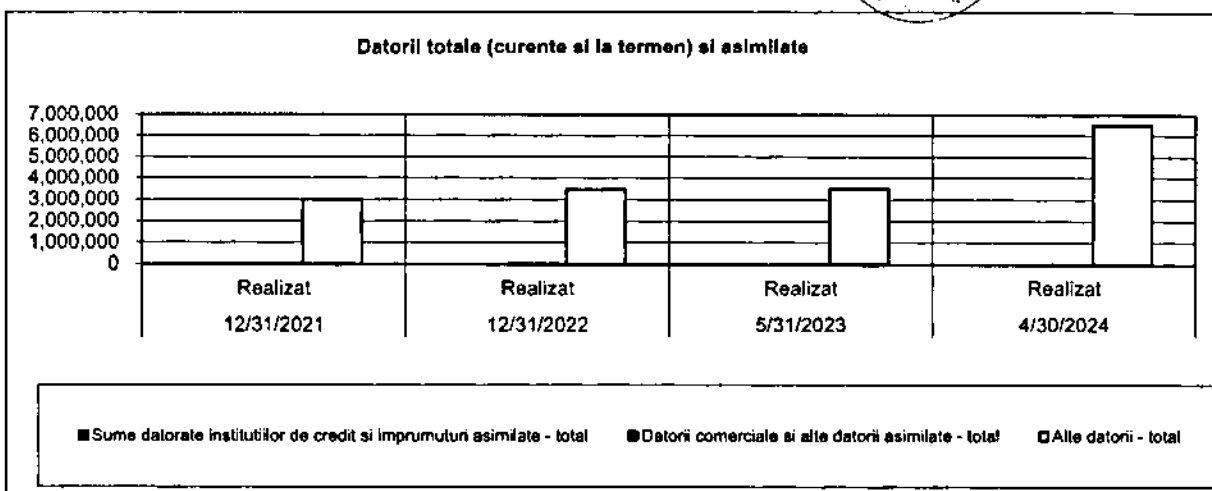 Datorii totale (curente si la termen) si asimilate
7,000,000
6,000,000
5,000,000
4,000,000
3,000,000
2,000,000
1,000,000
0
Realizat Realizat Realizat Realizat
12/31/2021 12/31/2022 5/31/2023 4/30/2024
Sume datorate institutiilor de credit si imprumuturi asimilate - total Datorii comerciale si alte datorii asimilate - total Alte datorii - total